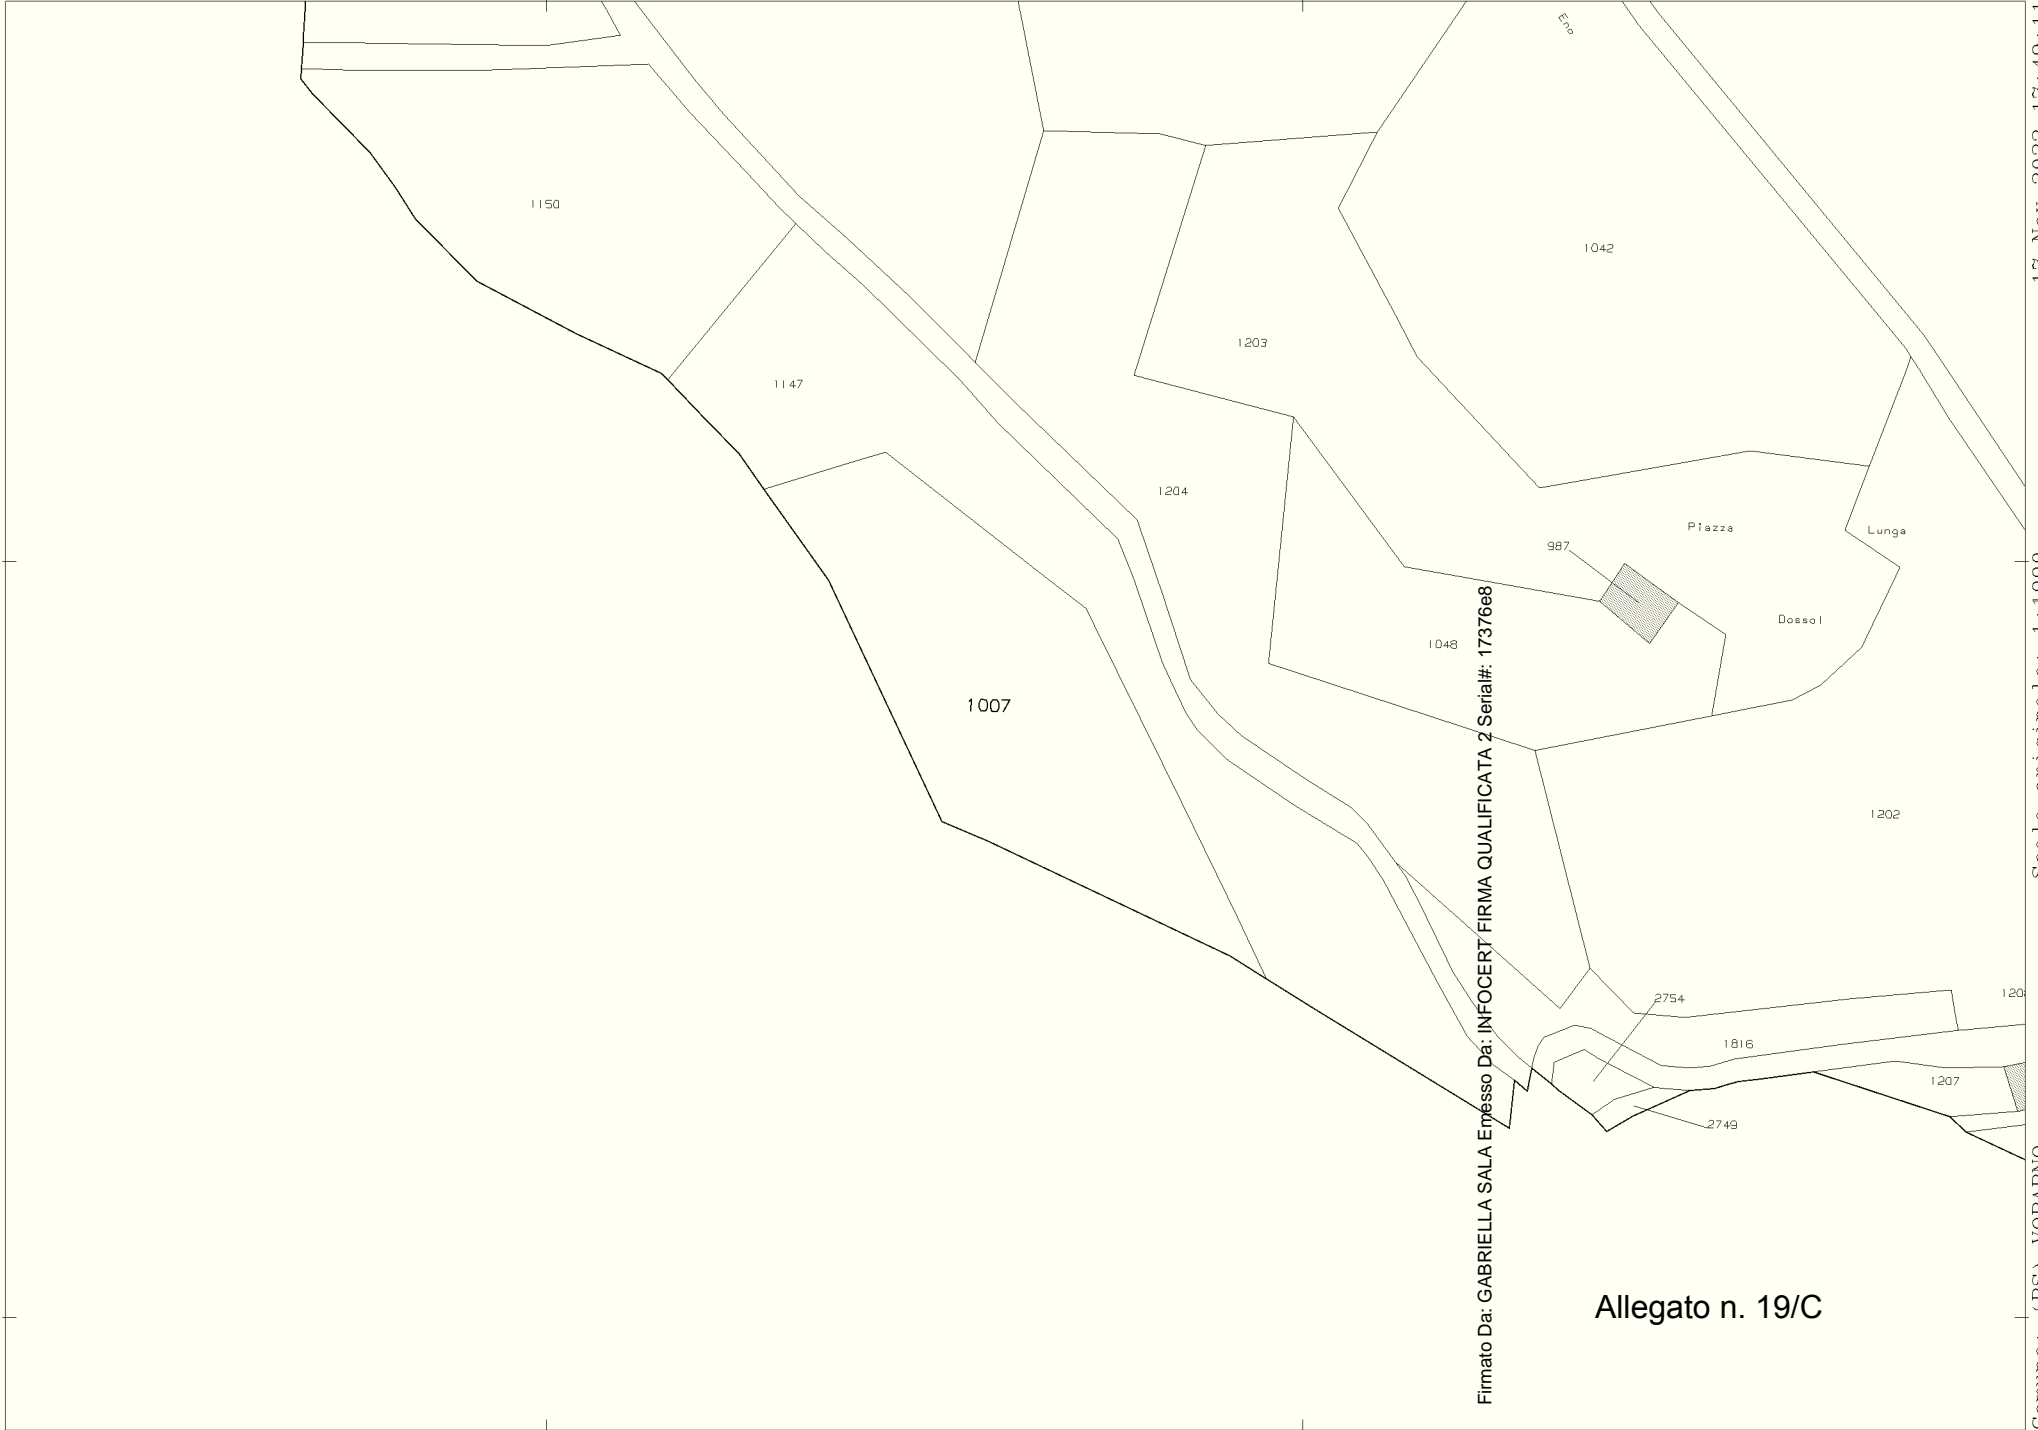 Eno
1150
1042
1203
1147
1204
Piazza
Lunga
987
Dossol
1048
1007
1202
2754
1816
1207
2749
Firmato Da: GABRIELLA SALA Emesso Da: INFOCERT FIRMA QUALIFICATA 2 Serial#: 17376e8
Allegato n. 19/C